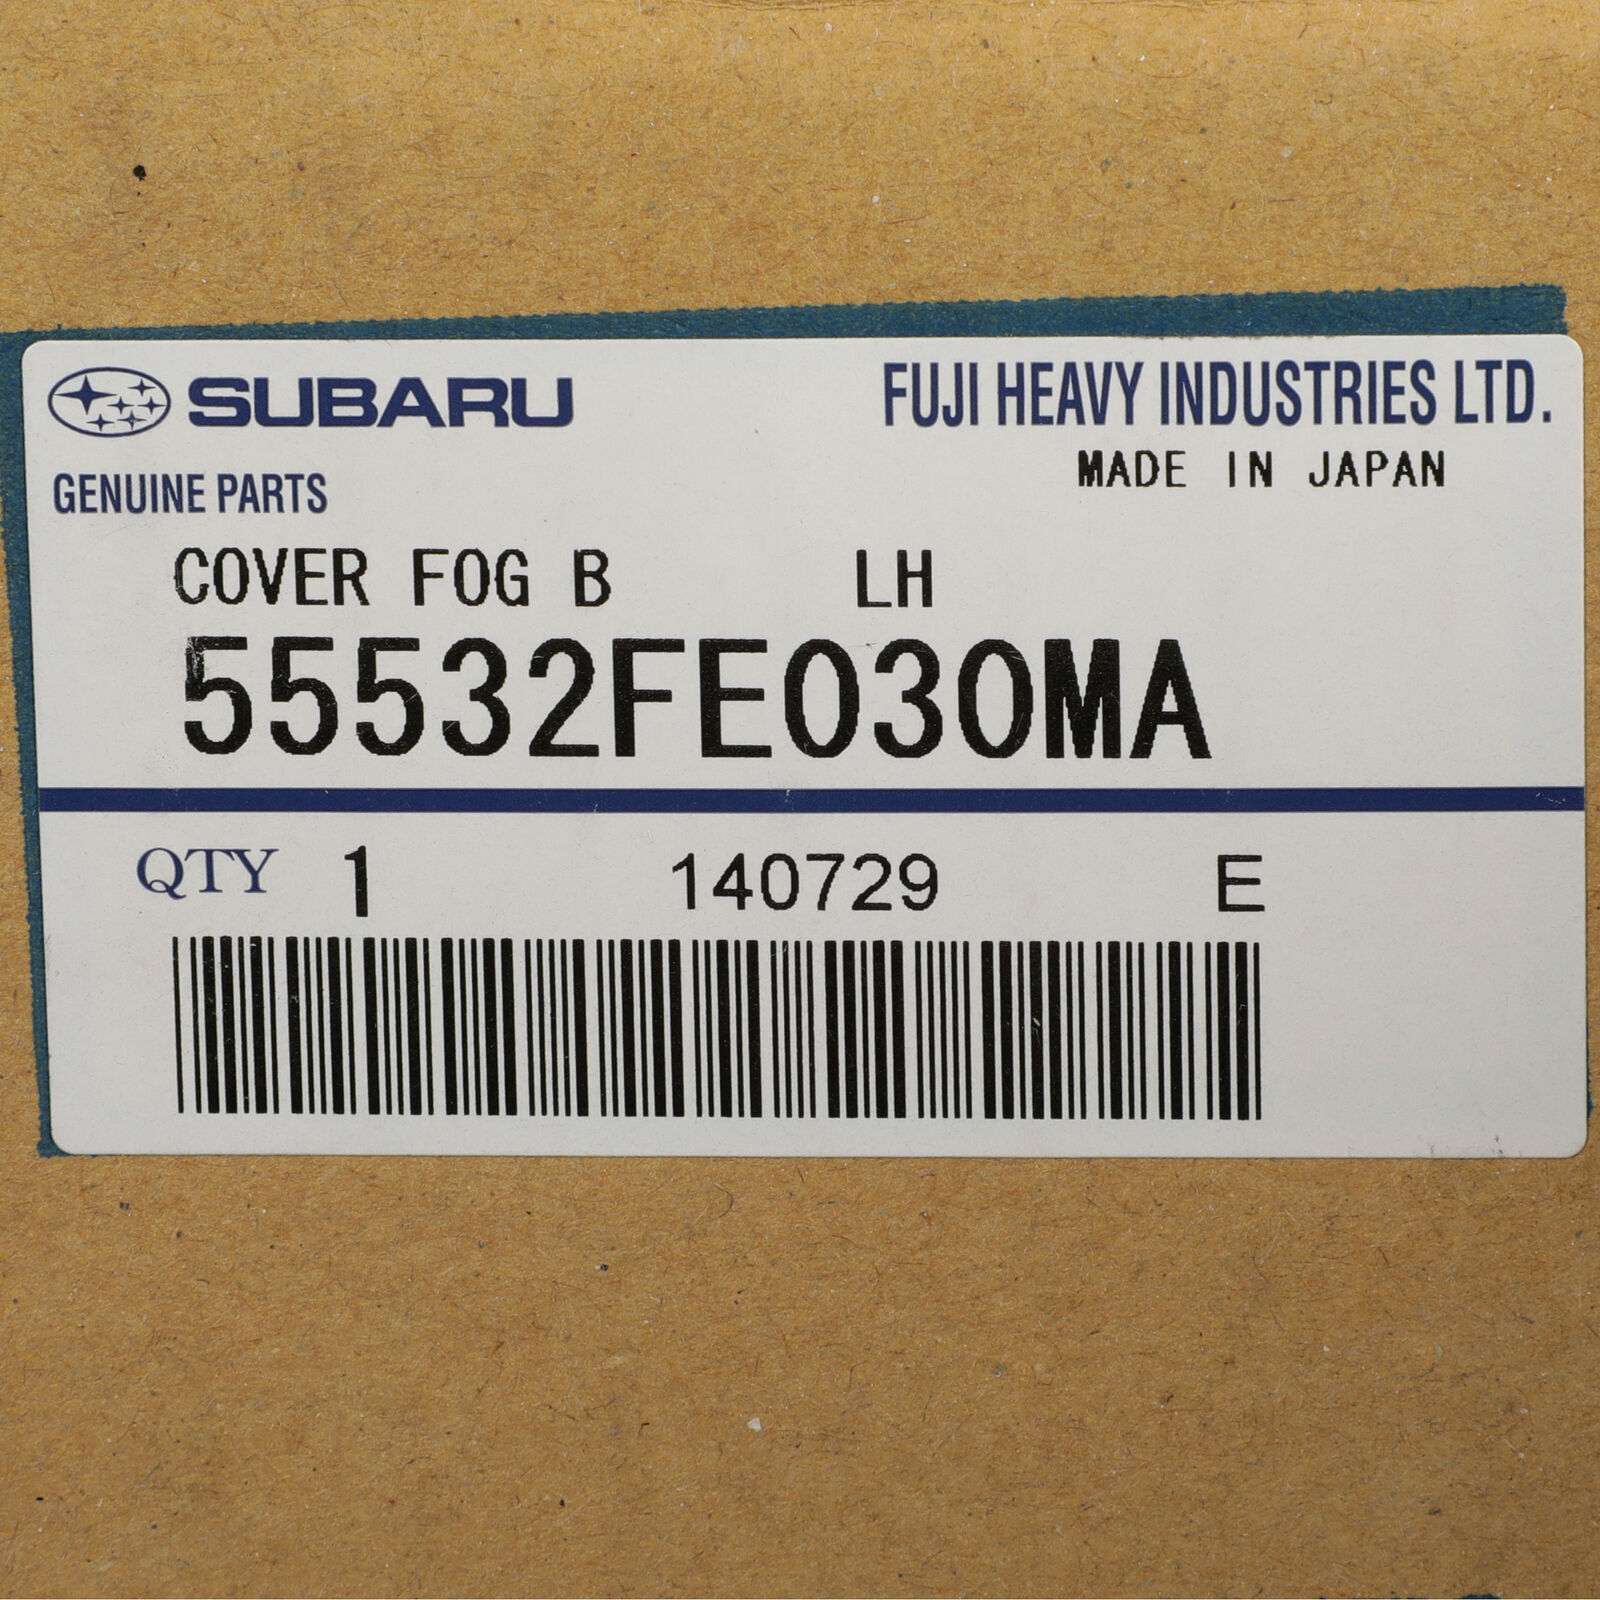 SUBARU
FUJI HEAVY INDUSTRIES LTD.
MADE IN JAPAN
GENUINE PARTS
COVER FOG B LH
55532FE030MA
QTY 1 140729 E